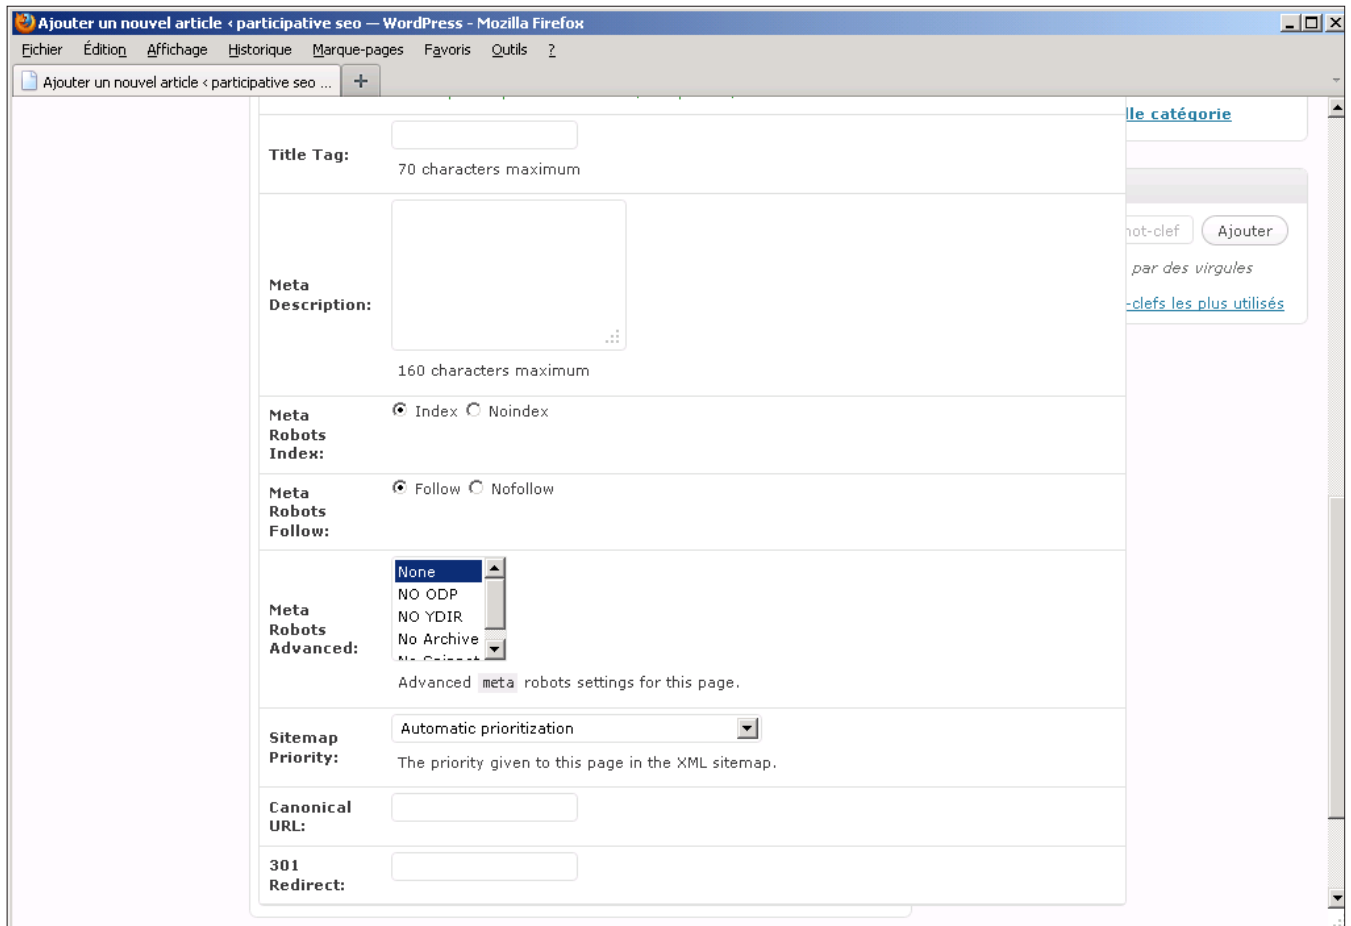 Ajouter un nouvel article ‹ participative seo — WordPress - Mozilla Firefox
Fichier Édition Affichage Historique Marque-pages Favoris Outils ?
Ajouter un nouvel article ‹ participative seo ... +
lle catégorie
Title Tag:
70 characters maximum
not-clef Ajouter
par des virgules
-clefs les plus utilisés
Meta
Description:
160 characters maximum
Meta
Robots
Index:
Index Noindex
Meta
Robots
Follow:
Follow Nofollow
None
NO ODP
NO YDIR
No Archive
No Snippet
Meta
Robots
Advanced:
Advanced meta robots settings for this page.
Sitemap
Priority:
Automatic prioritization
The priority given to this page in the XML sitemap.
Canonical
URL:
301
Redirect: